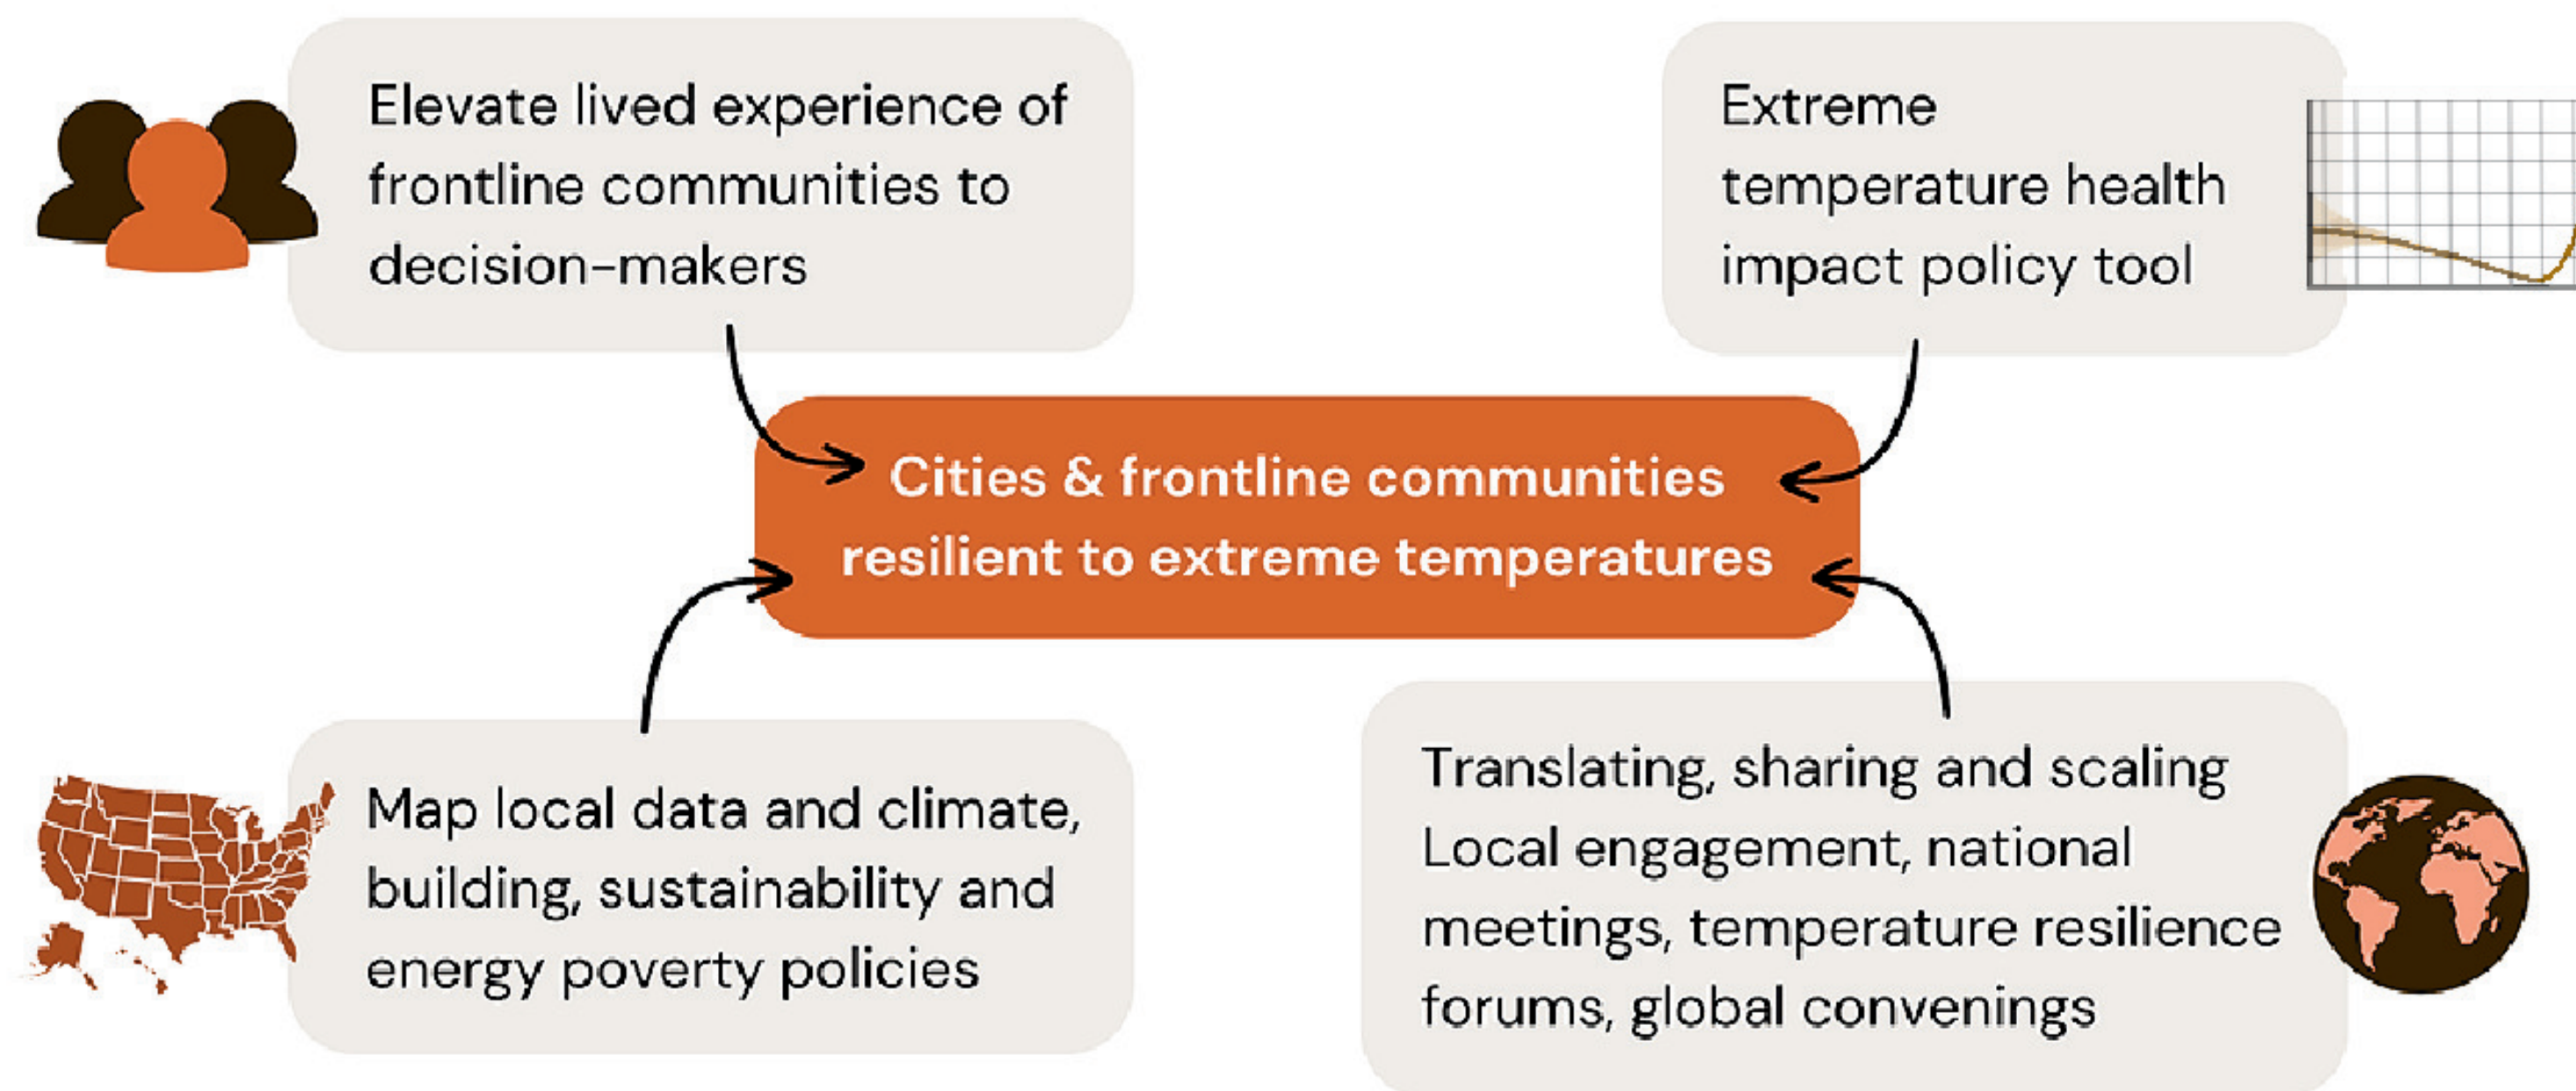 Elevate lived experience of
frontline communities to
decision-makers
Extreme
temperature health
impact policy tool
Cities & frontline communities
resilient to extreme temperatures
Map local data and climate,
building, sustainability and
energy poverty policies
Translating, sharing and scaling
Local engagement, national
meetings, temperature resilience
forums, global convenings